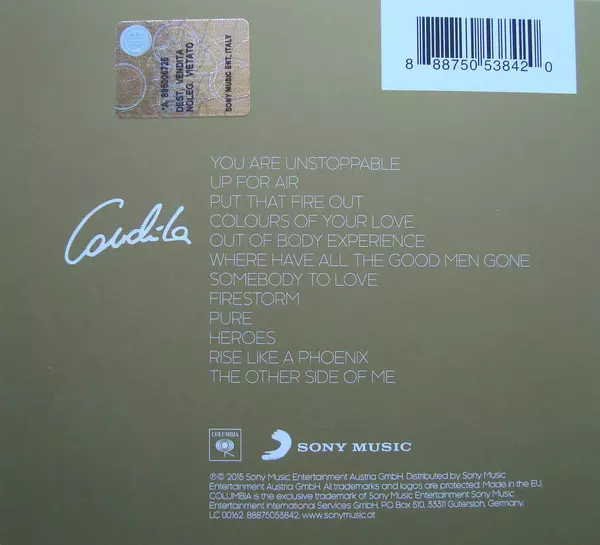 *A. 895006725
DEST. VENDITA
NOLEG. VIETATO
SONY MUSIC ENT. ITALY
8 88750 53842 0
YOU ARE UNSTOPPABLE
UP FOR AIR
PUT THAT FIRE OUT
COLOURS OF YOUR LOVE
OUT OF BODY EXPERIENCE
WHERE HAVE ALL THE GOOD MEN GONE
SOMEBODY TO LOVE
FIRESTORM
PURE
HEROES
RISE LIKE A PHOENIX
THE OTHER SIDE OF ME
Conchita
COLUMBIA
SONY MUSIC
℗© 2015 Sony Music Entertainment Austria GmbH. Distributed by Sony Music
Entertainment Austria GmbH. All trademarks and logos are protected. Made in the EU.
COLUMBIA is the exclusive trademark of Sony Music Entertainment Sony Music
Entertainment International Services GmbH, PO Box 510, 33311 Gütersloh, Germany.
LC 00162. 88875053842. www.sonymusic.at